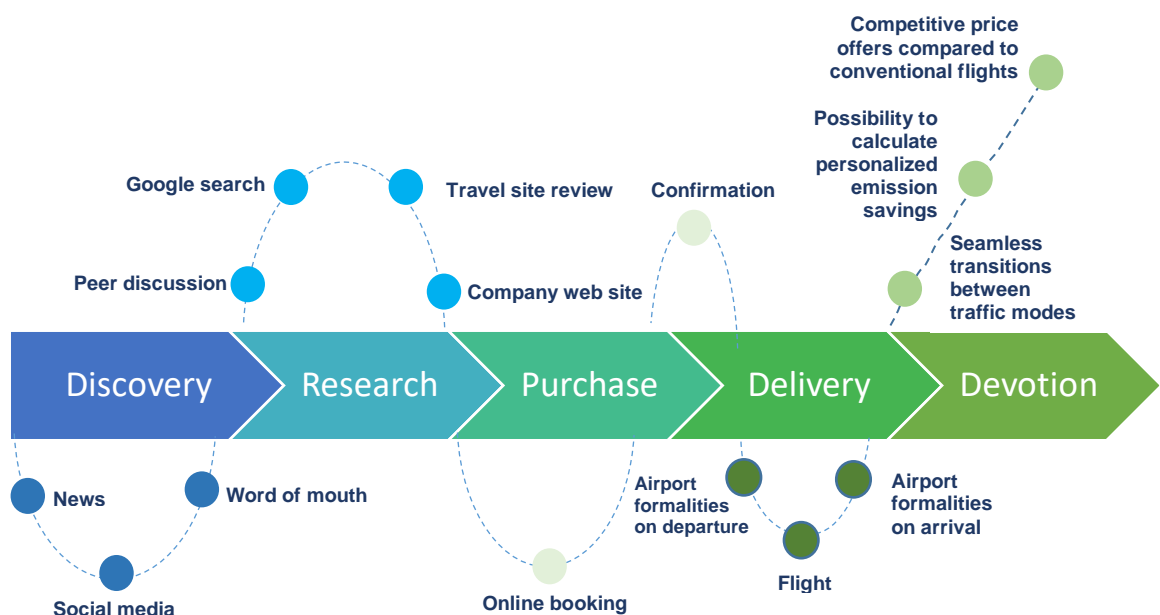 Competitive price
offers compared to
conventional flights
Possibility to
calculate
personalized
emission
savings
Google search
Travel site review
Confirmation
Seamless
transitions
between
traffic modes
Peer discussion
Company web site
Discovery
Research
Purchase
Delivery
Devotion
News
Word of mouth
Social media
Online booking
Airport
formalities
on departure
Flight
Airport
formalities
on arrival